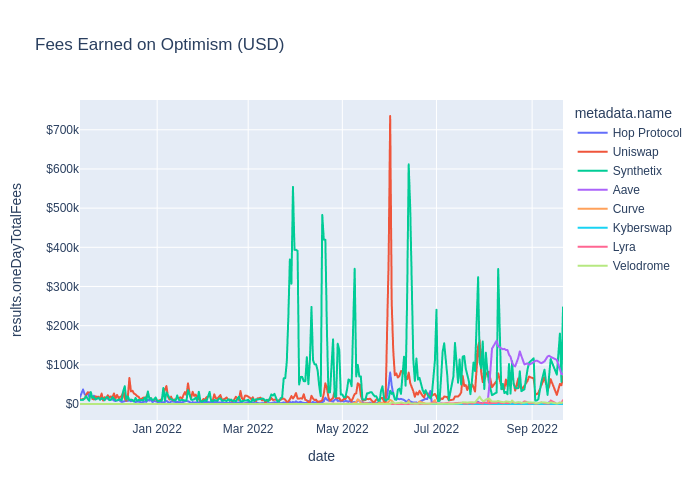 Fees Earned on Optimism (USD)
metadata.name
Hop Protocol
Uniswap
Synthetix
Aave
Curve
Kyberswap
Lyra
Velodrome
results.oneDayTotalFees
$700k
$600k
$500k
$400k
$300k
$200k
$100k
$0
Jan 2022
Mar 2022
May 2022
Jul 2022
Sep 2022
date